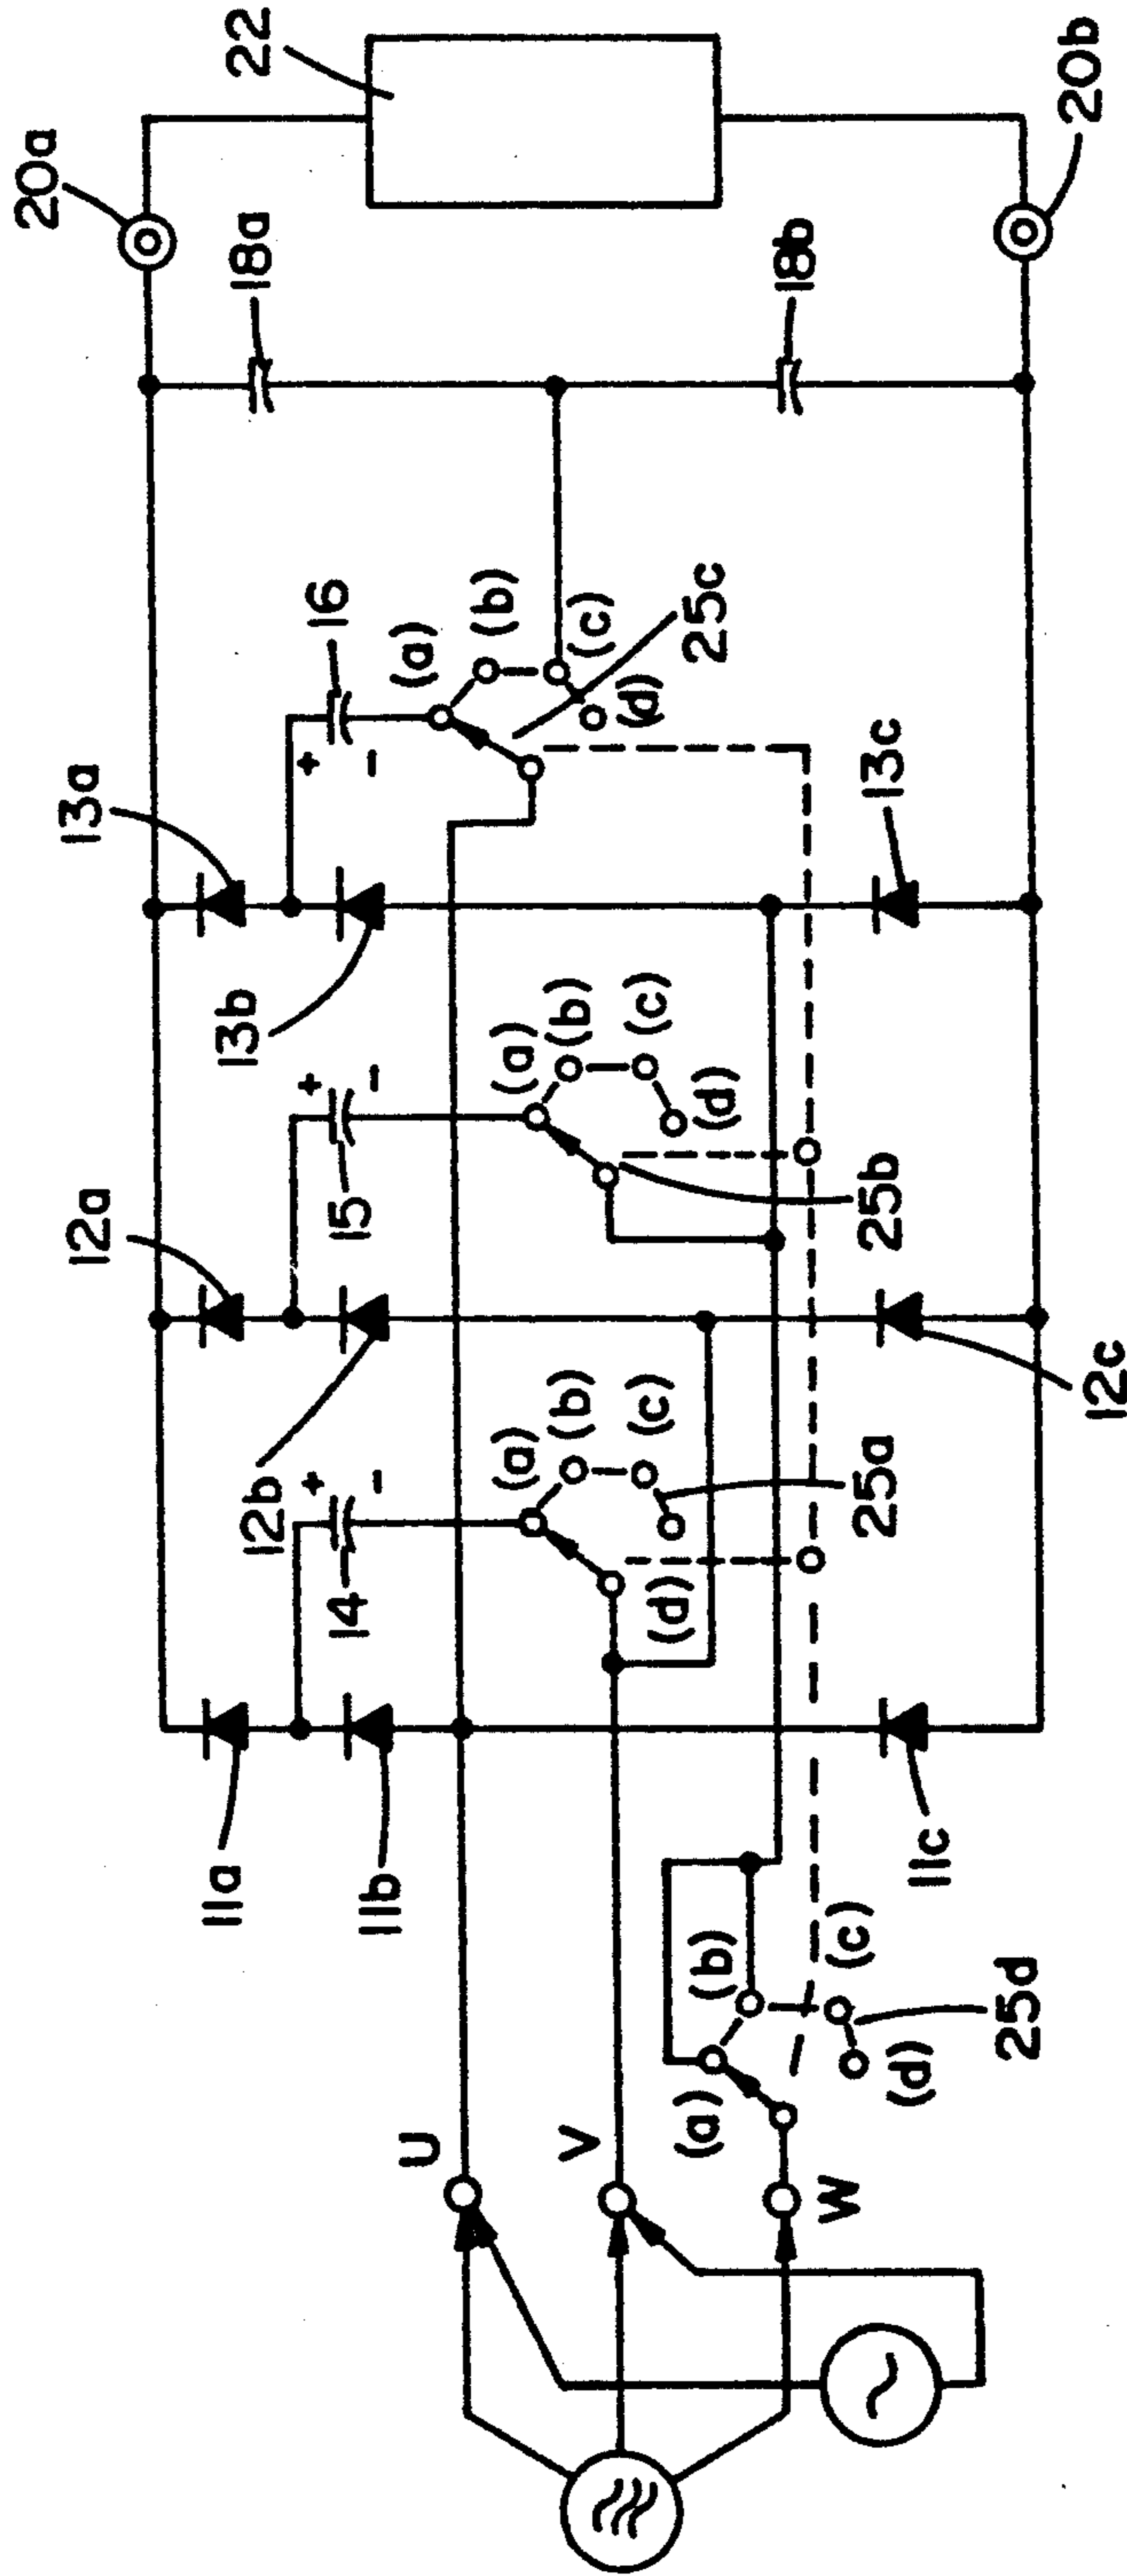 20a
22
18a
18b
20b
13a
16
+
-
(a)
(b)
(c)
(d)
25c
13c
13b
12a
15
+
-
(a)
(b)
(c)
(d)
25b
12b
14
+
-
(a)
(b)
(c)
(d)
25a
12c
11a
11b
11c
U
V
W
(a)
(b)
(c)
(d)
25d